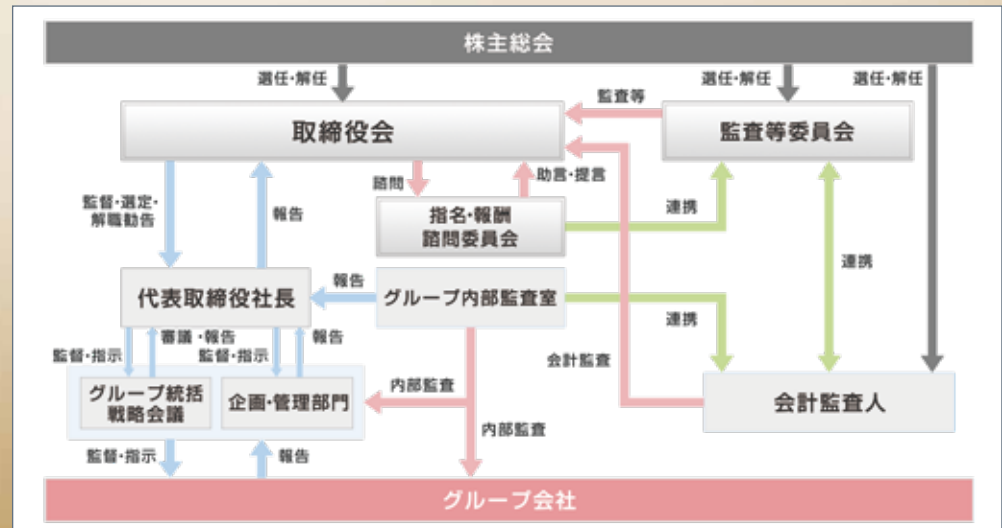 株主総会
選任・解任
選任・解任
選任・解任
監査等
取締役会
監査等委員会
諮問
助言・提言
監督・選定・
解職勧告
報告
指名・報酬
諮問委員会
連携
連携
報告
代表取締役社長
グループ内部監査室
連携
審議・報告
報告
監督・指示
監督・指示
会計監査
グループ統括
戦略会議
企画・管理部門
内部監査
会計監査人
内部監査
監督・指示
報告
グループ会社